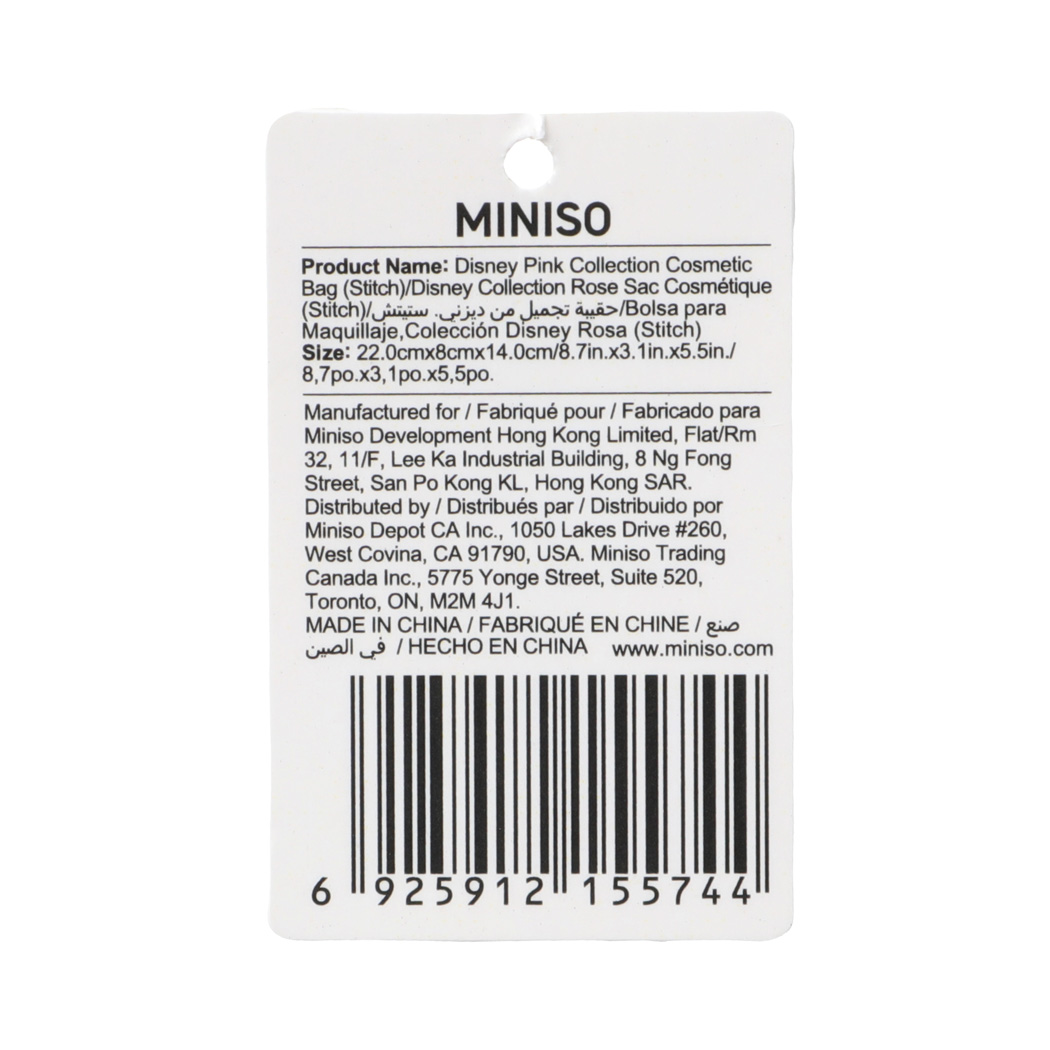 MINISO
Product Name: Disney Pink Collection Cosmetic
Bag (Stitch)/Disney Collection Rose Sac Cosmétique
(Stitch)/حقيبة تجميل من ديزني. ستيتش/Bolsa para
Maquillaje,Colección Disney Rosa (Stitch)
Size: 22.0cmx8cmx14.0cm/8.7in.x3.1in.x5.5in./
8,7po.x3,1po.x5,5po.
Manufactured for / Fabriqué pour / Fabricado para
Miniso Development Hong Kong Limited, Flat/Rm
32, 11/F, Lee Ka Industrial Building, 8 Ng Fong
Street, San Po Kong KL, Hong Kong SAR.
Distributed by / Distribués par / Distribuido por
Miniso Depot CA Inc., 1050 Lakes Drive #260,
West Covina, CA 91790, USA. Miniso Trading
Canada Inc., 5775 Yonge Street, Suite 520,
Toronto, ON, M2M 4J1.
MADE IN CHINA / FABRIQUÉ EN CHINE / صنع
في الصين / HECHO EN CHINA www.miniso.com
6 925912 155744